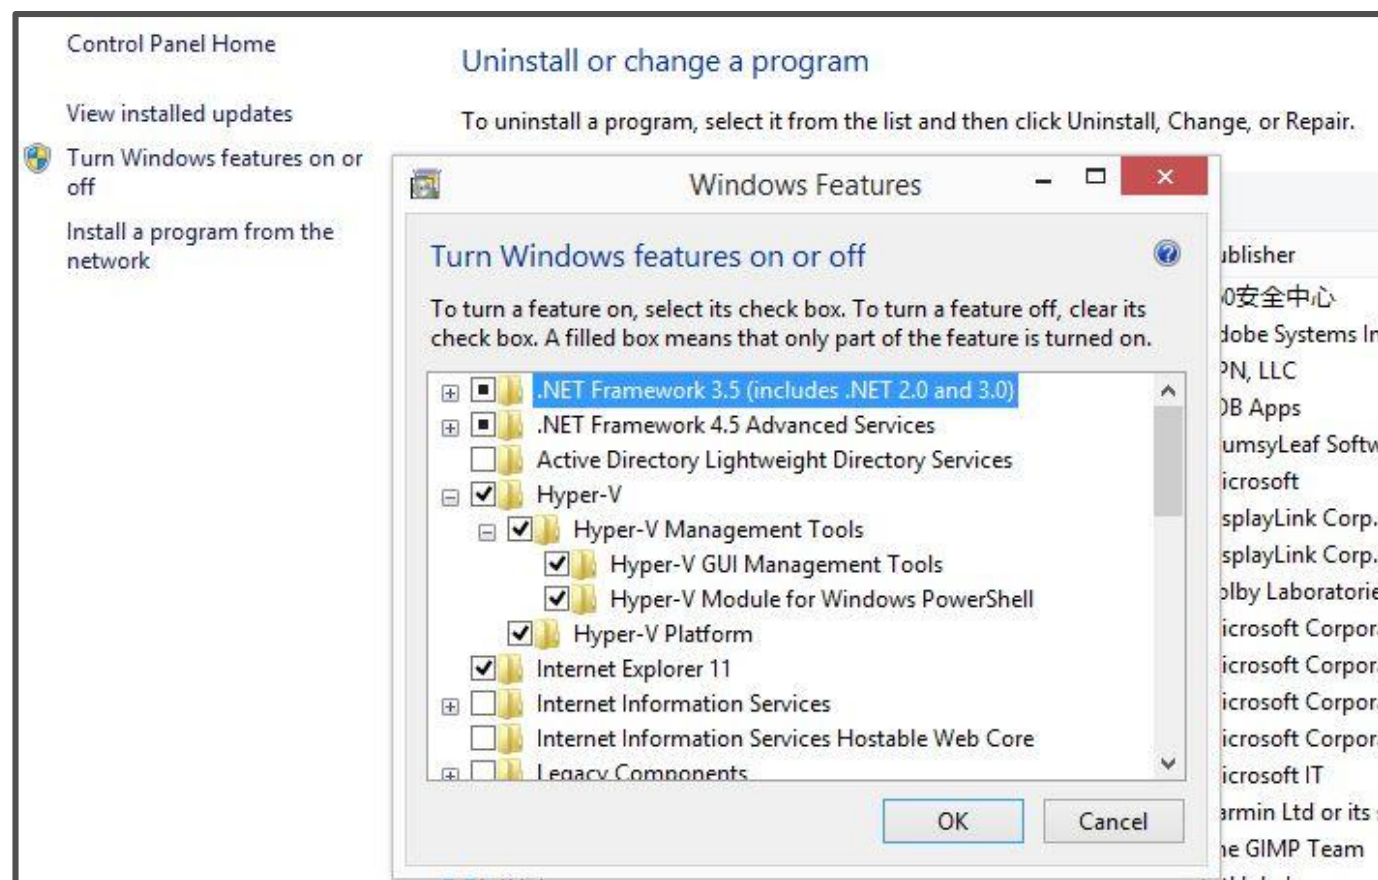 Control Panel Home
View installed updates
Turn Windows features on or
off
Install a program from the
network
Uninstall or change a program
To uninstall a program, select it from the list and then click Uninstall, Change, or Repair.
Windows Features
Turn Windows features on or off
To turn a feature on, select its check box. To turn a feature off, clear its
check box. A filled box means that only part of the feature is turned on.
.NET Framework 3.5 (includes .NET 2.0 and 3.0)
.NET Framework 4.5 Advanced Services
Active Directory Lightweight Directory Services
Hyper-V
Hyper-V Management Tools
Hyper-V GUI Management Tools
Hyper-V Module for Windows PowerShell
Hyper-V Platform
Internet Explorer 11
Internet Information Services
Internet Information Services Hostable Web Core
Legacy Components
OK
Cancel
ublisher
0安全中心
dobe Systems In
PN, LLC
OB Apps
umsyLeaf Softw
icrosoft
splayLink Corp.
splayLink Corp.
olby Laboratorie
icrosoft Corpor
icrosoft Corpor
icrosoft Corpor
icrosoft Corpor
icrosoft IT
armin Ltd or its
he GIMP Team